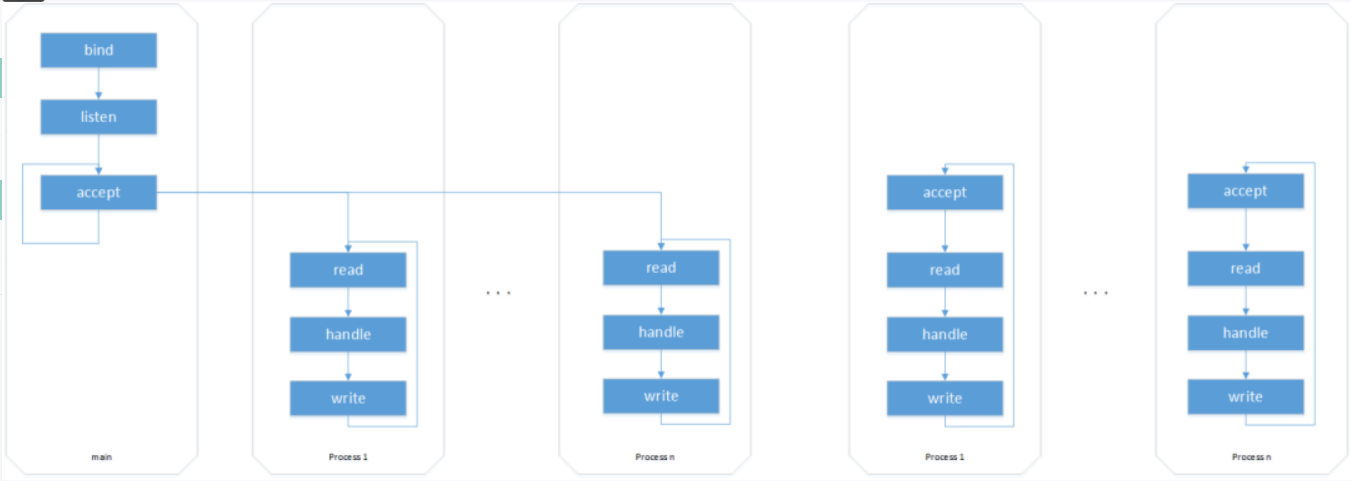 bind
listen
accept
main
read
handle
write
Process 1
...
read
handle
write
Process n
accept
read
handle
write
Process 1
...
accept
read
handle
write
Process n